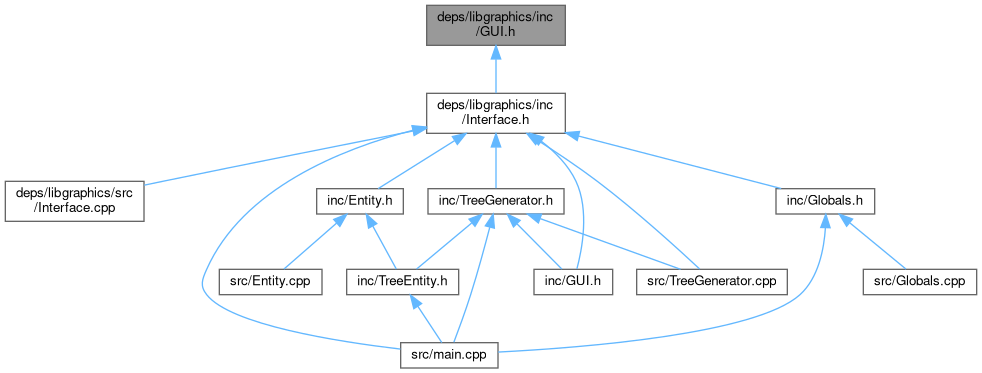 deps/libgraphics/inc
/GUI.h
deps/libgraphics/inc
/Interface.h
deps/libgraphics/src
/Interface.cpp
inc/Entity.h
inc/TreeGenerator.h
inc/Globals.h
src/Entity.cpp
inc/TreeEntity.h
inc/GUI.h
src/TreeGenerator.cpp
src/Globals.cpp
src/main.cpp